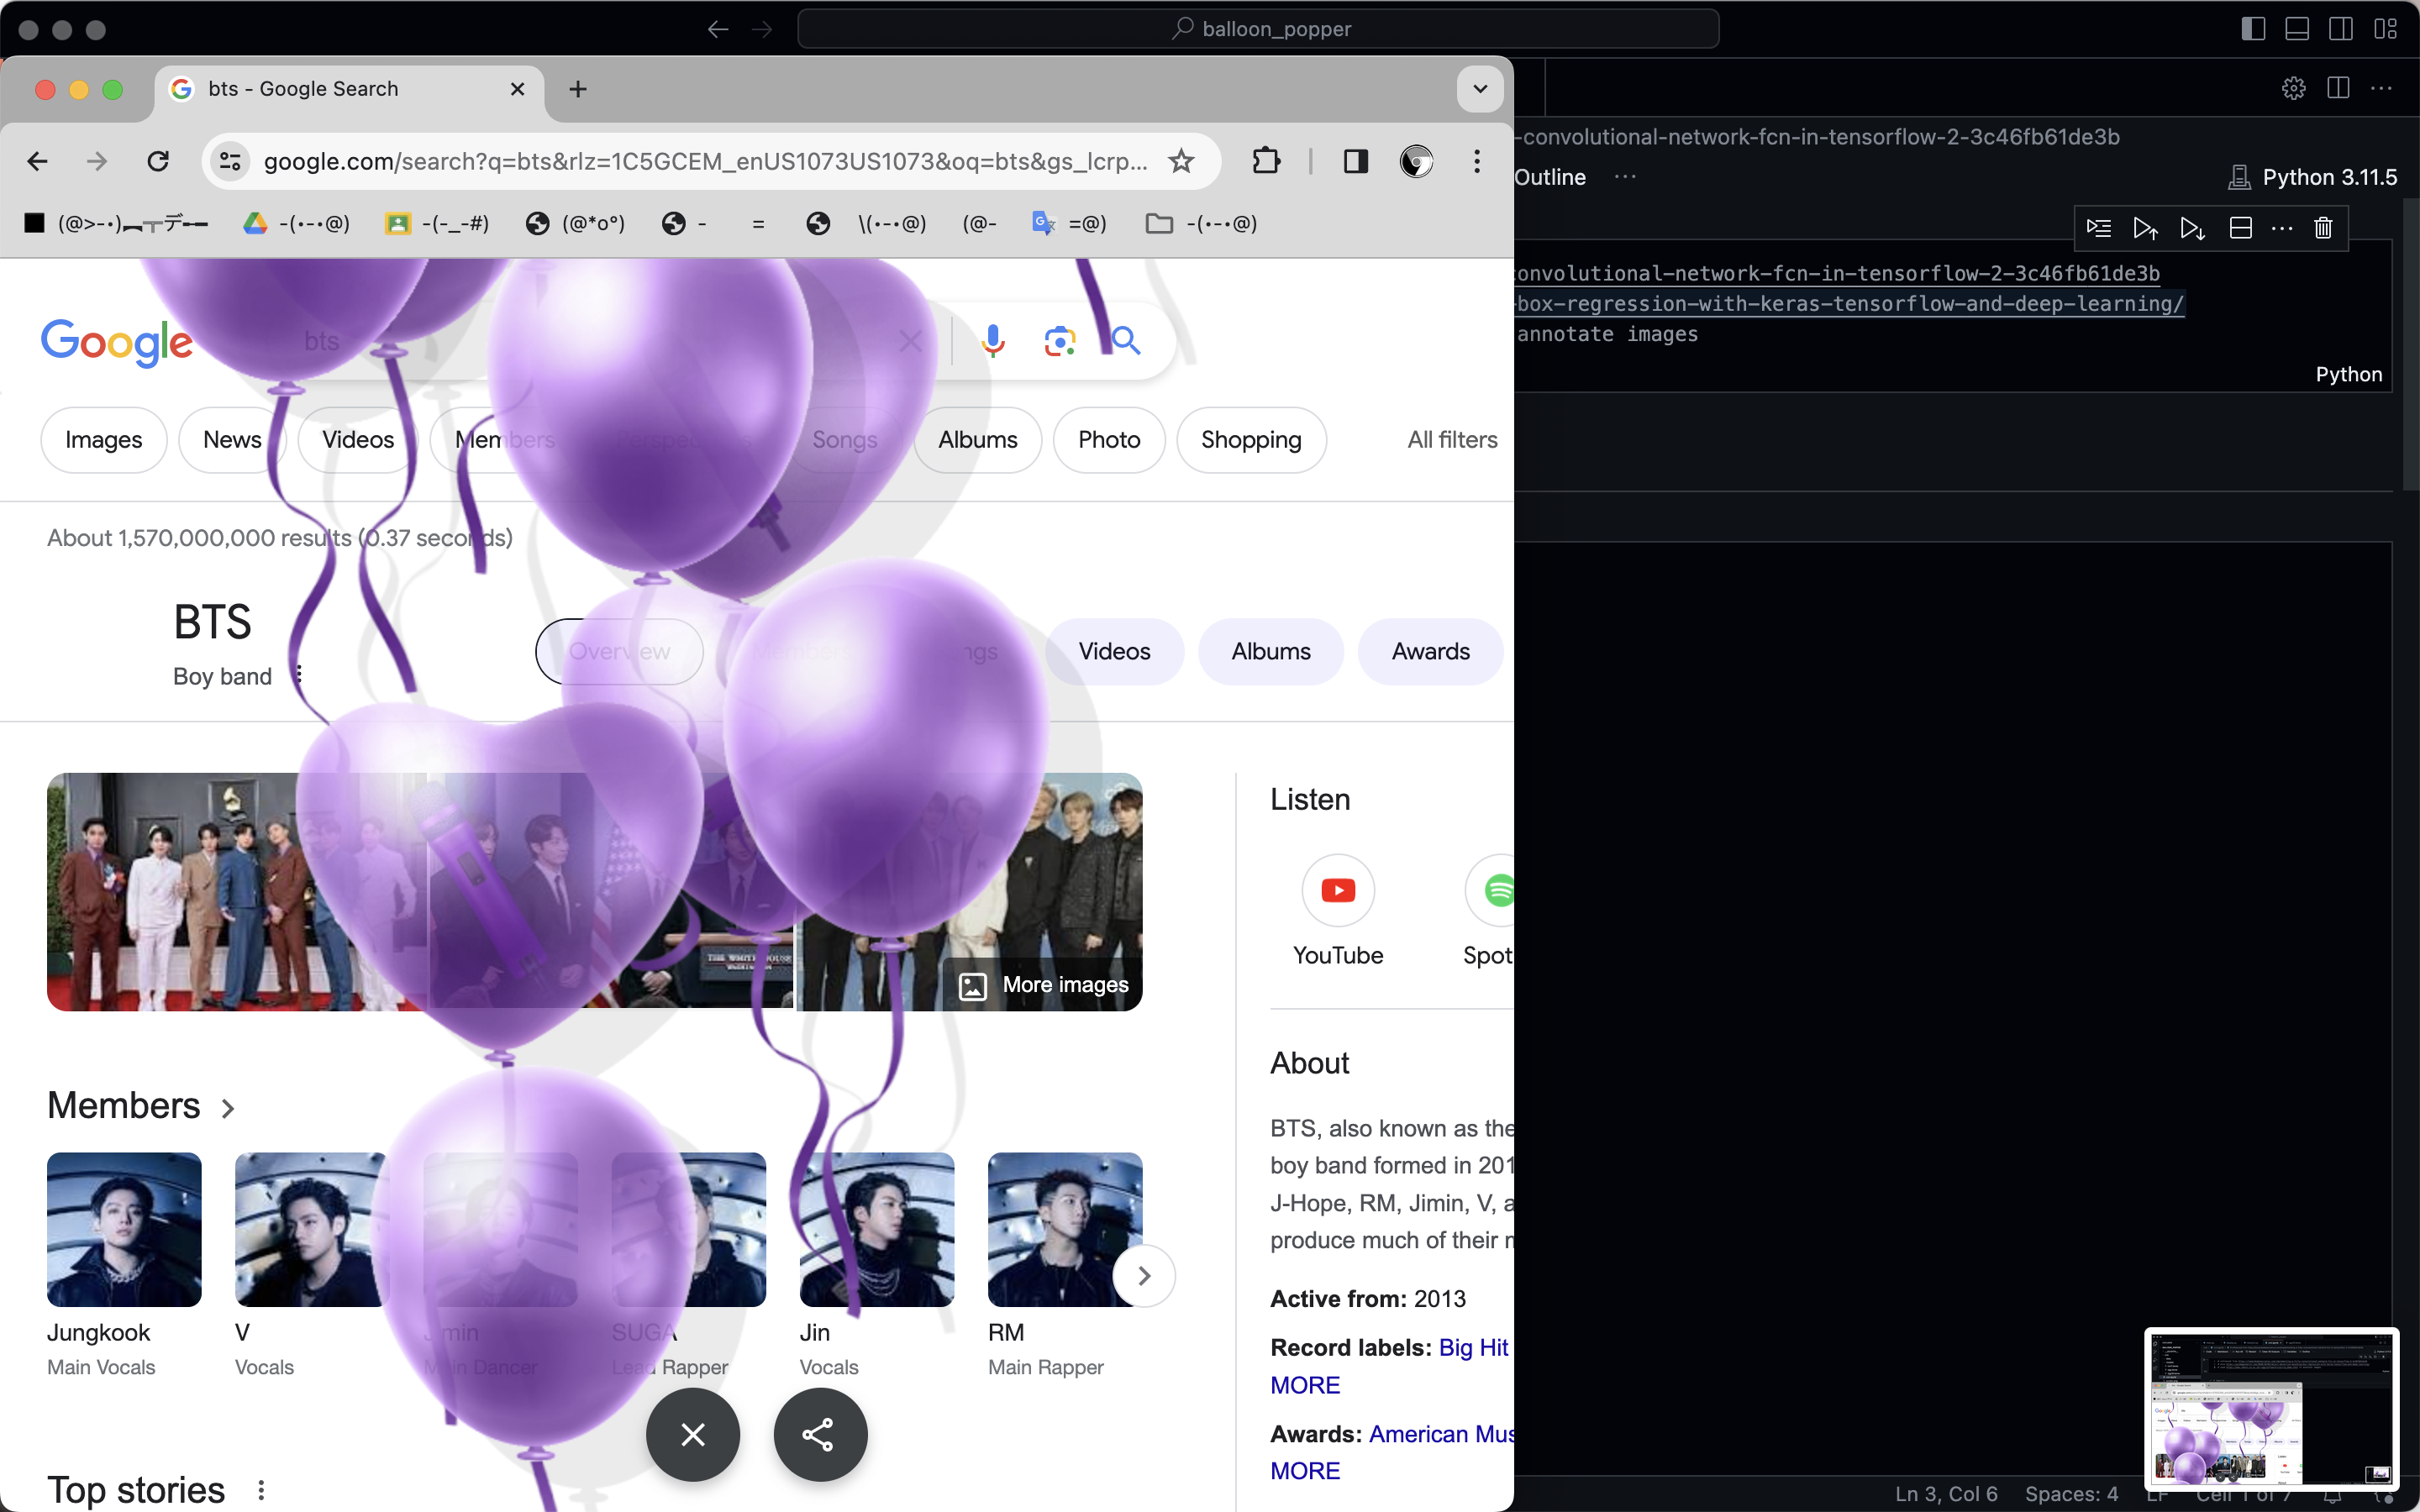 balloon_popper
bts - Google Search
google.com/search?q=bts&rlz=1C5GCEM_enUS1073US1073&oq=bts&gs_lcrp...
(@>-•)︻┬デ━ -(•-•@) -(-_-#) (@*o°) - = \(•-•@) (@- =@) -(•-•@)
-convolutional-network-fcn-in-tensorflow-2-3c46fb61de3b
Outline ... Python 3.11.5
convolutional-network-fcn-in-tensorflow-2-3c46fb61de3b
-box-regression-with-keras-tensorflow-and-deep-learning/
annotate images
Python
Google bts
Images News Videos Members Perspectives Songs Albums Photo Shopping All filters
About 1,570,000,000 results (0.37 seconds)
BTS
Boy band
Overview Members Videos Albums Awards
More images
Listen
YouTube Spot
About
BTS, also known as the
boy band formed in 201
J-Hope, RM, Jimin, V, a
produce much of their n
Active from: 2013
Record labels: Big Hit
MORE
Awards: American Mus
MORE
Members
Jungkook
Main Vocals
V
Vocals
Jimin
Main Dancer
SUGA
Lead Rapper
Jin
Vocals
RM
Main Rapper
Top stories
Ln 3, Col 6 Spaces: 4 LF Cell 1 of 7